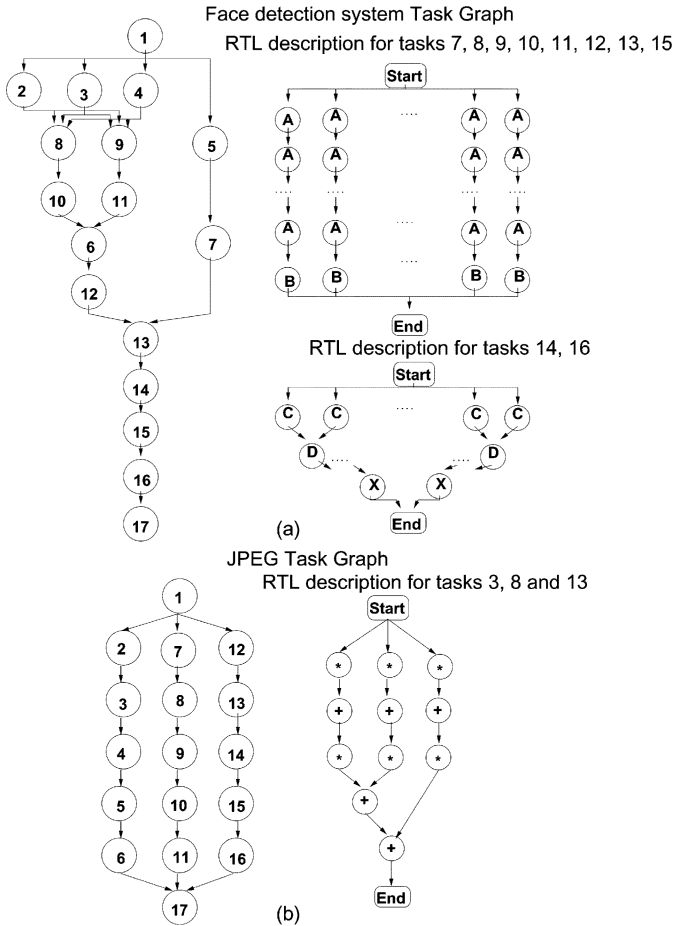 Face detection system Task Graph
RTL description for tasks 7, 8, 9, 10, 11, 12, 13, 15
1
2 3 4
8 9 5
10 11
6 7
12
13
14
15
16
17
Start
A A .... A A
A A A A
.... .... .... ....
A A .... A A
....
B B B B
End
RTL description for tasks 14, 16
Start
C C .... C C
D .... .... D
X X
End
(a)
JPEG Task Graph
RTL description for tasks 3, 8 and 13
1
2 7 12
3 8 13
4 9 14
5 10 15
6 11 16
17
Start
* * *
+ + +
* * *
+
+
End
(b)